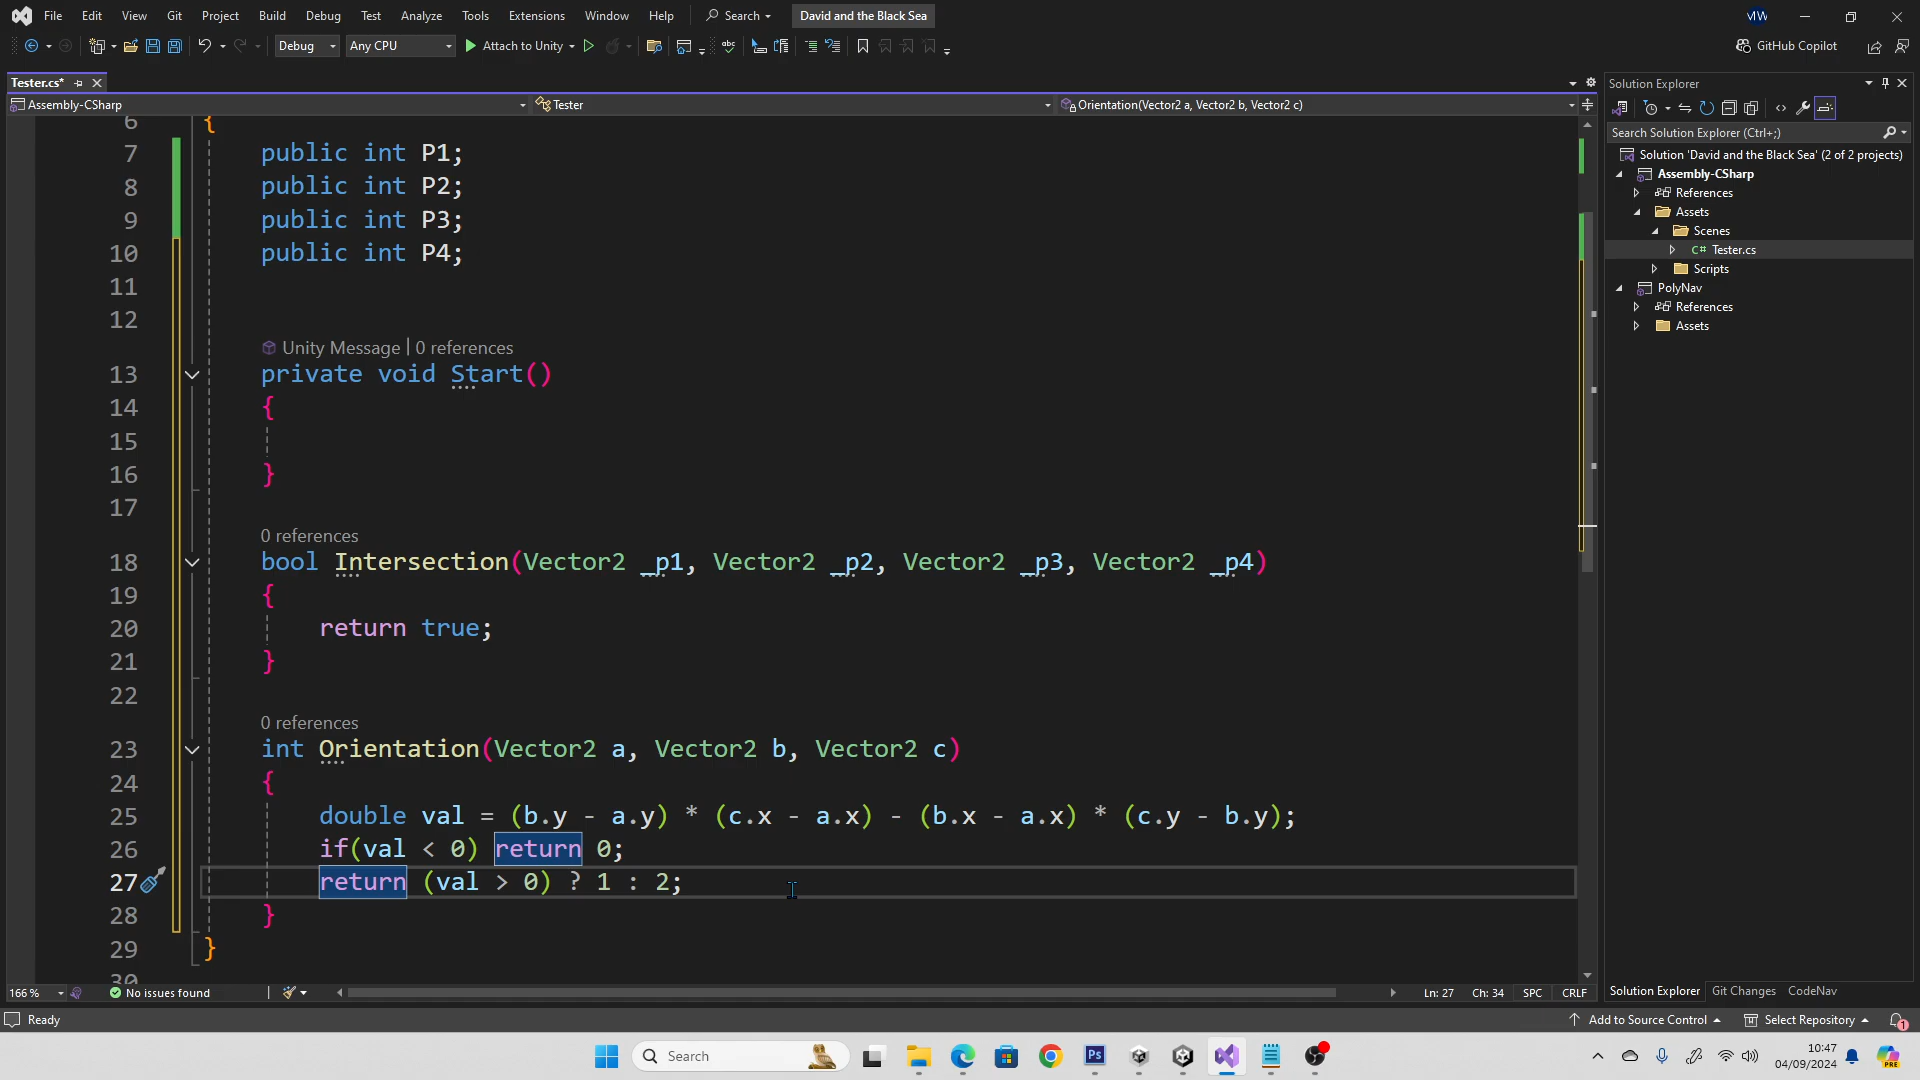 File Edit View Git Project Build Debug Test Analyze Tools Extensions Window Help Search David and the Black Sea
Debug Any CPU Attach to Unity GitHub Copilot
Tester.cs*
Assembly-CSharp Tester Orientation(Vector2 a, Vector2 b, Vector2 c)
6 {
7 public int P1;
8 public int P2;
9 public int P3;
10 public int P4;
11
12
Unity Message | 0 references
13 private void Start()
14 {
15
16 }
17
0 references
18 bool Intersection(Vector2 _p1, Vector2 _p2, Vector2 _p3, Vector2 _p4)
19 {
20 return true;
21 }
22
0 references
23 int Orientation(Vector2 a, Vector2 b, Vector2 c)
24 {
25 double val = (b.y - a.y) * (c.x - a.x) - (b.x - a.x) * (c.y - b.y);
26 if(val < 0) return 0;
27 return (val > 0) ? 1 : 2;
28 }
29 }
30
166 % No issues found Ln: 27 Ch: 34 SPC CRLF
Solution Explorer
Search Solution Explorer (Ctrl+;)
Solution 'David and the Black Sea' (2 of 2 projects)
Assembly-CSharp
References
Assets
Scenes
C# Tester.cs
Scripts
PolyNav
References
Assets
Solution Explorer Git Changes CodeNav
Ready Add to Source Control Select Repository 1
Search Ps 10:47
04/09/2024 PRE